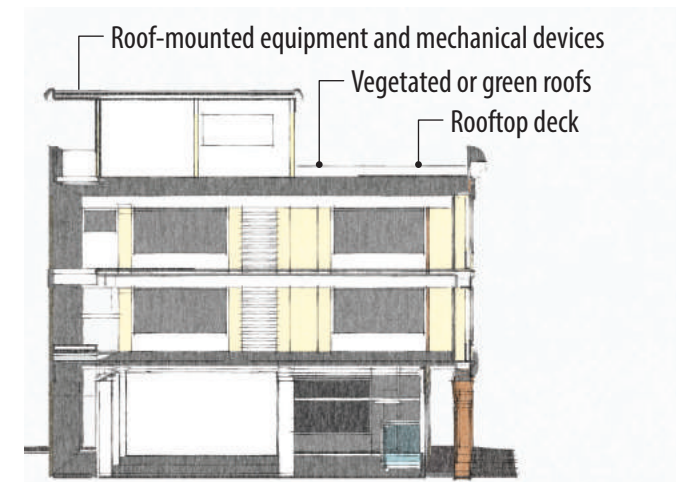 Roof-mounted equipment and mechanical devices
Vegetated or green roofs
Rooftop deck